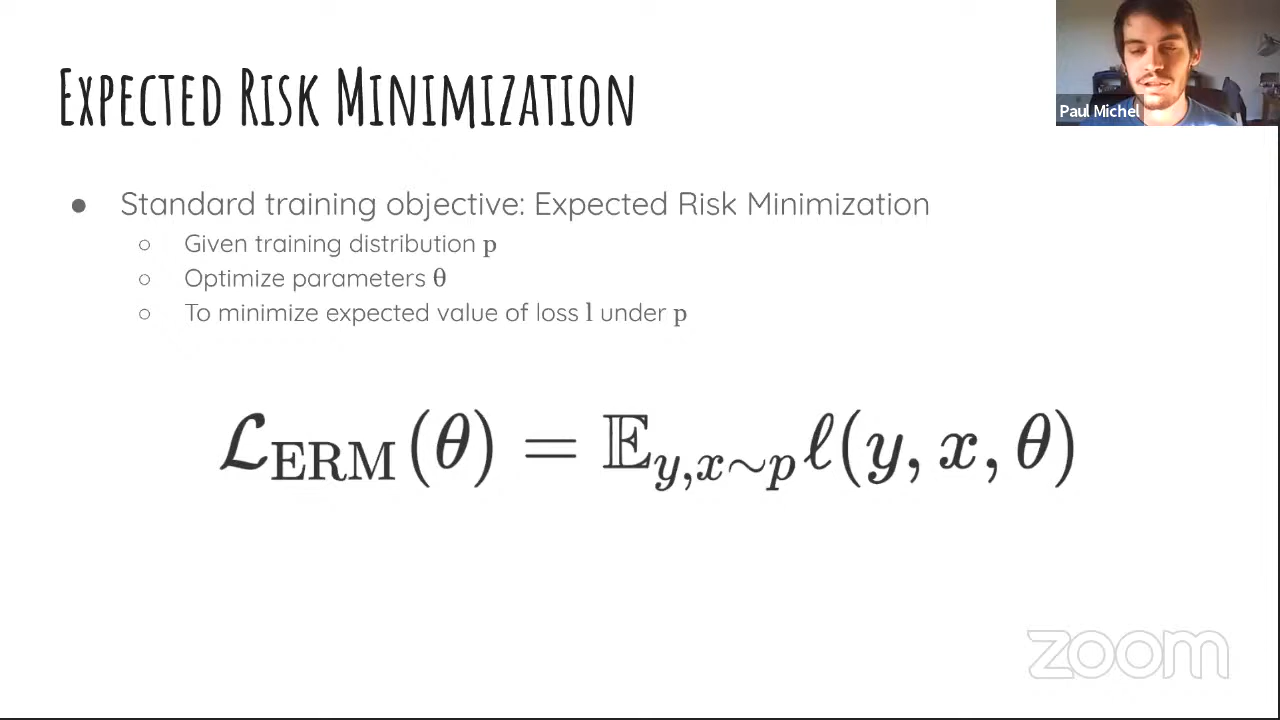 Expected Risk Minimization
Paul Michel
● Standard training objective: Expected Risk Minimization
○ Given training distribution p
○ Optimize parameters θ
○ To minimize expected value of loss l under p
ℒ_ERM(θ) = 𝔼_{y,x∼p} ℓ(y, x, θ)
zoom